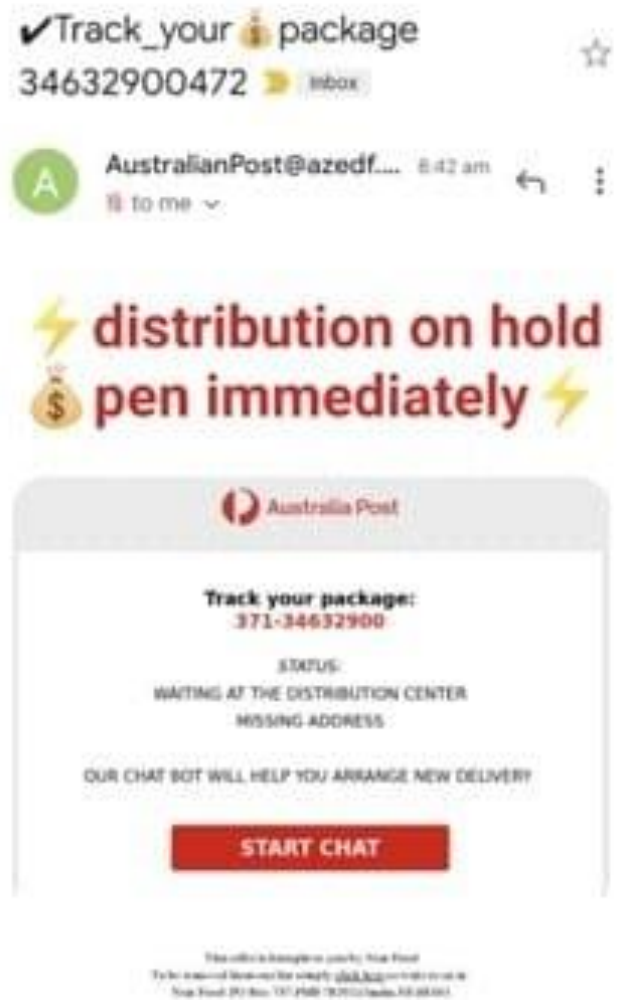 ✔Track_your💰package
34632900472 Inbox
A
AustralianPost@azedf.... 8:42 am
to me
⚡distribution on hold
💰pen immediately⚡
Australia Post
Track your package:
371-34632900
STATUS:
WAITING AT THE DISTRIBUTION CENTER
MISSING ADDRESS
OUR CHAT BOT WILL HELP YOU ARRANGE NEW DELIVERY
START CHAT
click here